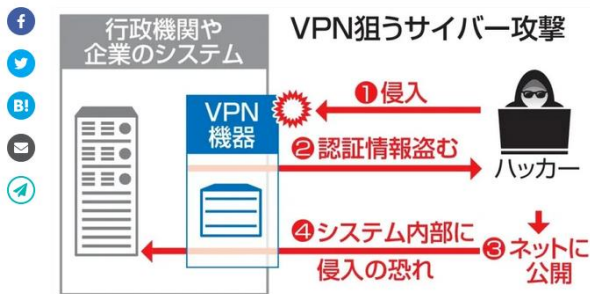 行政機関や
企業のシステム
VPN狙うサイバー攻撃
VPN
機器
❶侵入
❷認証情報盗む
ハッカー
❸ネットに
公開
❹システム内部に
侵入の恐れ
f
B!